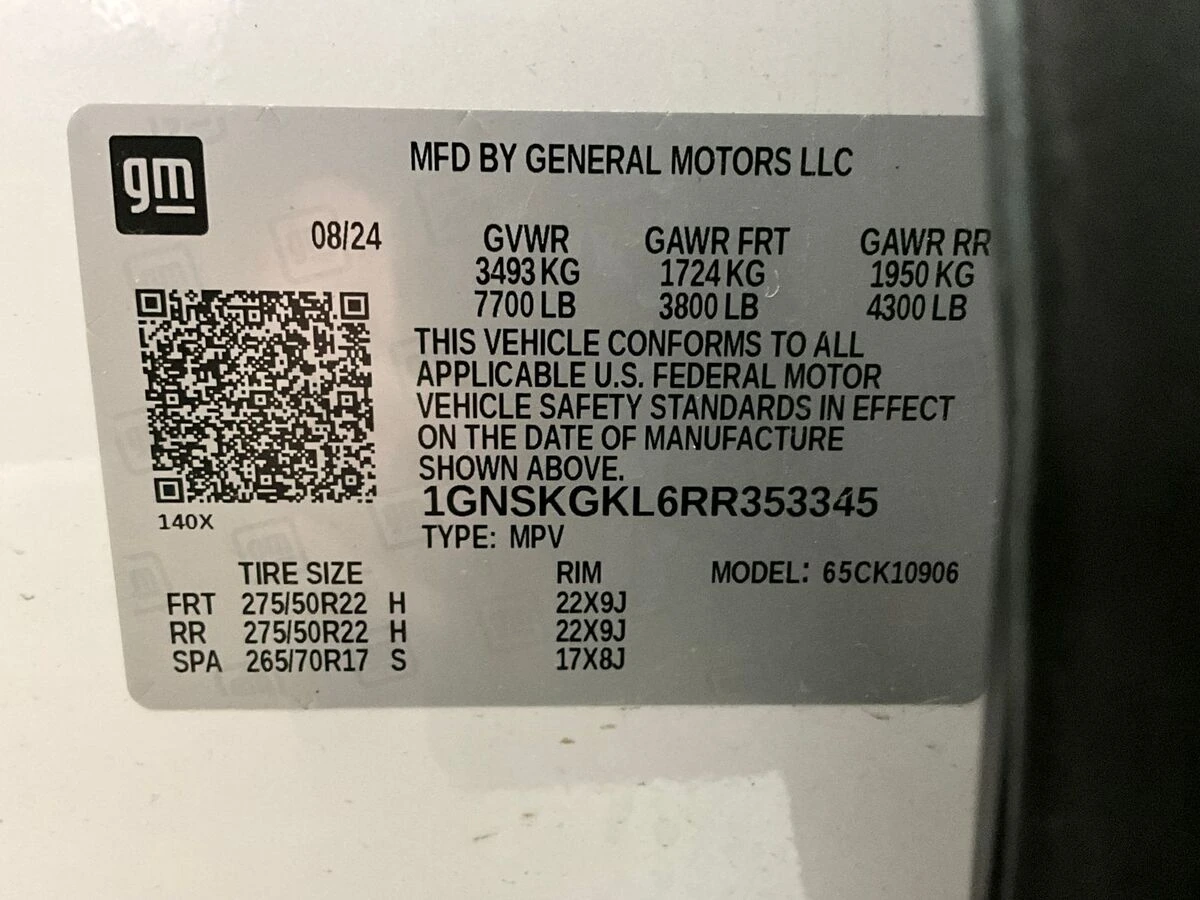 gm
MFD BY GENERAL MOTORS LLC
08/24 GVWR GAWR FRT GAWR RR
3493 KG 1724 KG 1950 KG
7700 LB 3800 LB 4300 LB
THIS VEHICLE CONFORMS TO ALL
APPLICABLE U.S. FEDERAL MOTOR
VEHICLE SAFETY STANDARDS IN EFFECT
ON THE DATE OF MANUFACTURE
SHOWN ABOVE.
1GNSKGKL6RR353345
140X
TYPE: MPV
TIRE SIZE RIM MODEL: 65CK10906
FRT 275/50R22 H 22X9J
RR 275/50R22 H 22X9J
SPA 265/70R17 S 17X8J